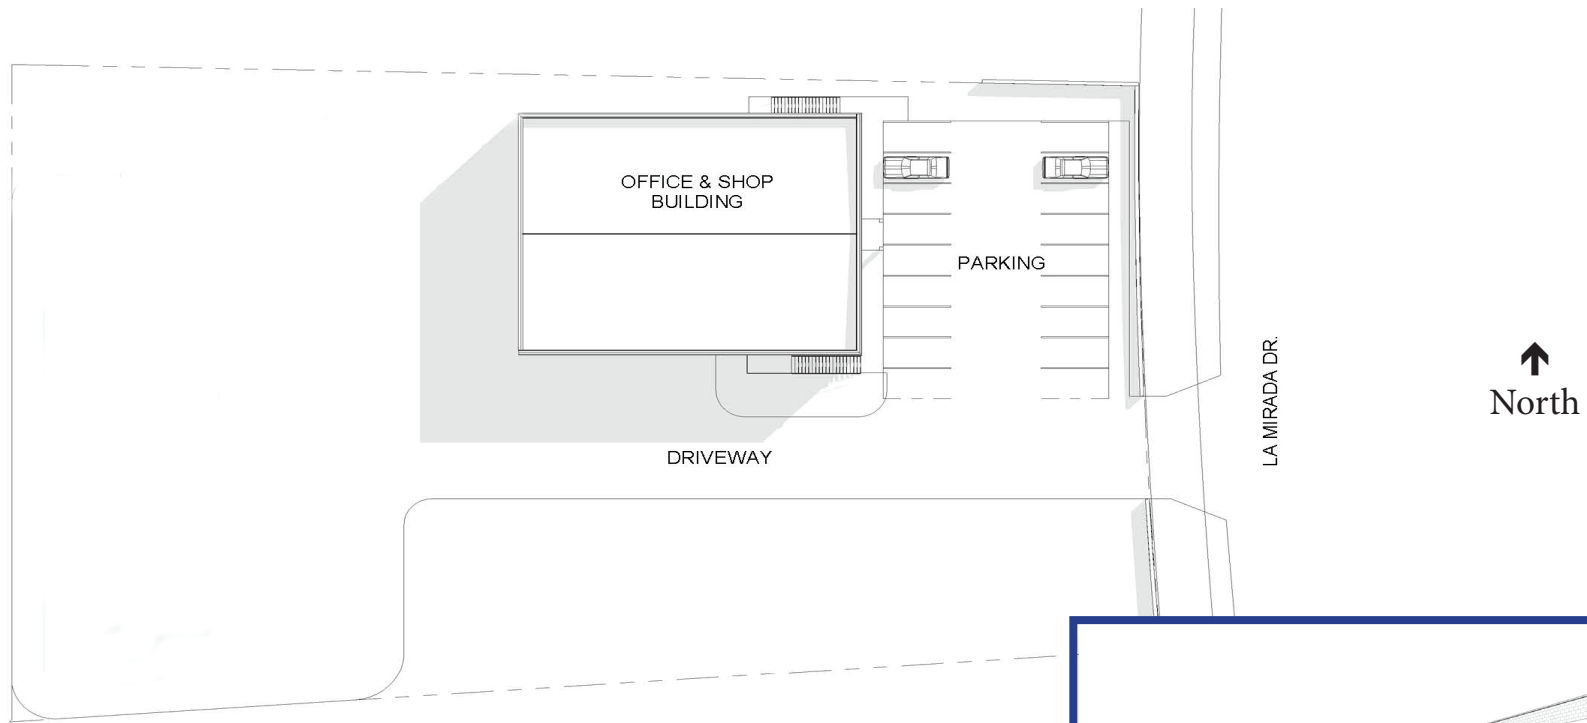 OFFICE & SHOP
BUILDING
PARKING
LA MIRADA DR.
North
DRIVEWAY